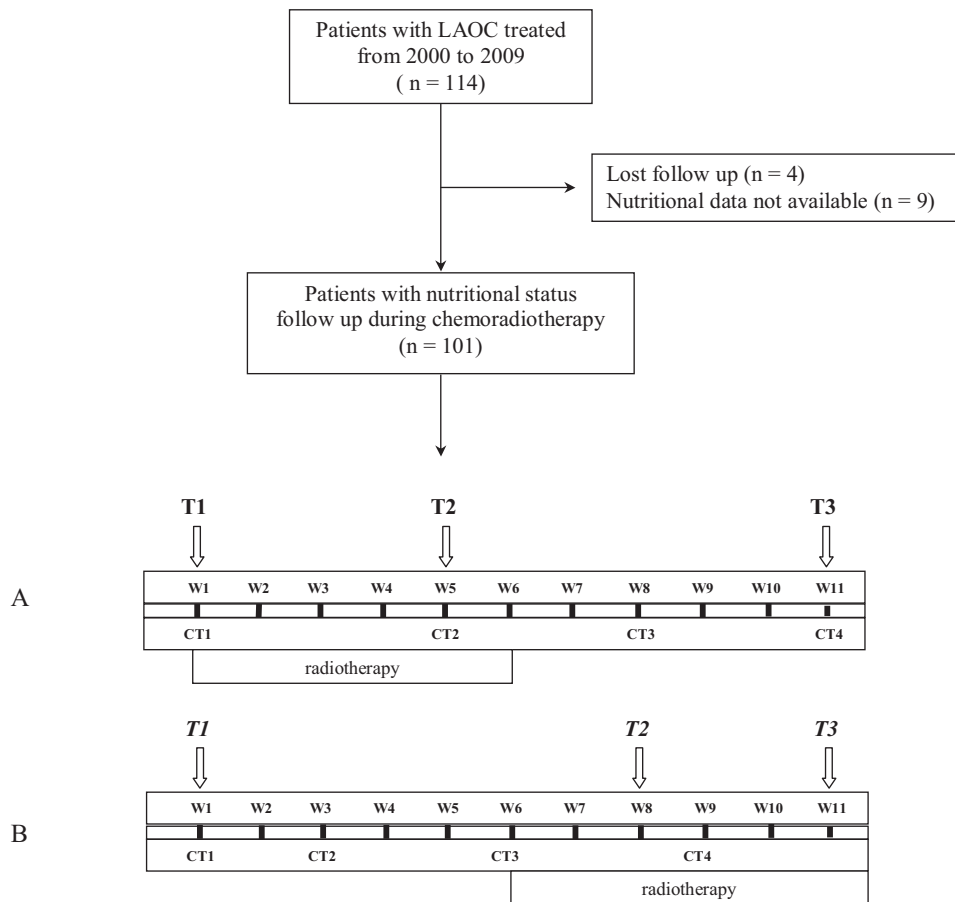 Patients with LAOC treated
from 2000 to 2009
( n = 114)
Lost follow up (n = 4)
Nutritional data not available (n = 9)
Patients with nutritional status
follow up during chemoradiotherapy
(n = 101)
T1 T2 T3
A
W1 W2 W3 W4 W5 W6 W7 W8 W9 W10 W11
CT1 CT2 CT3 CT4
radiotherapy
T1 T2 T3
B
W1 W2 W3 W4 W5 W6 W7 W8 W9 W10 W11
CT1 CT2 CT3 CT4
radiotherapy